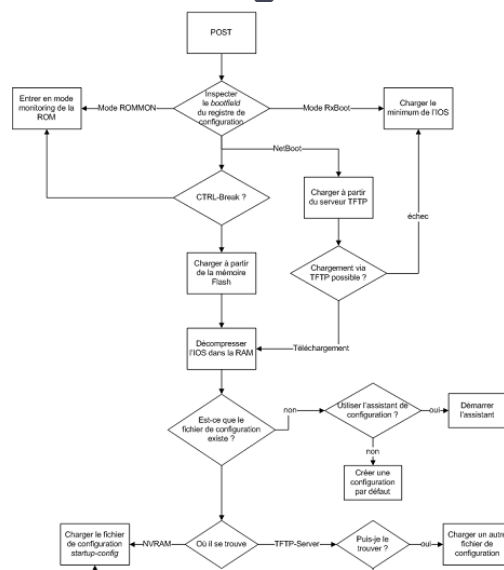 POST
Inspecter
le bootfield
du registre de
configuration
Entrer en mode
monitoring de la
ROM
Mode ROMMON
Mode RxBoot
Charger le
minimum de l'IOS
NetBoot
CTRL-Break ?
Charger à partir
du serveur TFTP
échec
Charger à partir
de la mémoire
Flash
Chargement via
TFTP possible ?
Décompresser
l'IOS dans la RAM
Téléchargement
Est-ce que le
fichier de configuration
existe ?
non
Utiliser l'assistant de
configuration ?
oui
Démarrer
l'assistant
non
Créer une
configuration
par défaut
Charger le fichier
de configuration
startup-config
NVRAM
Où il se trouve
TFTP-Server
Puis-je le
trouver ?
oui
Charger un autre
fichier de
configuration